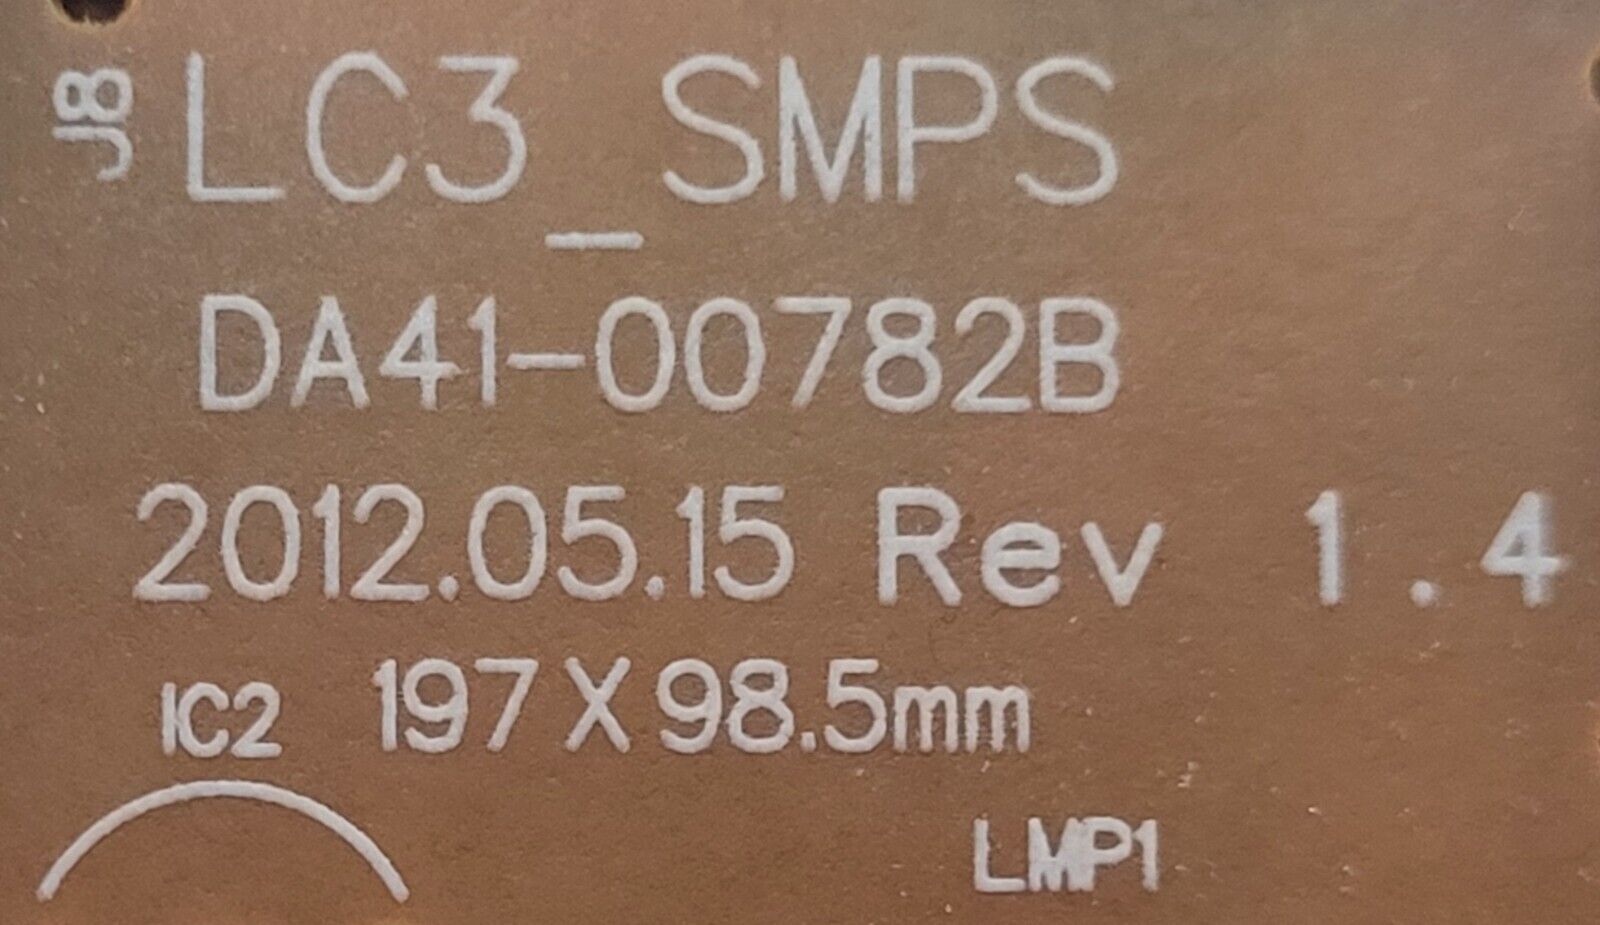 J8
LC3_SMPS
DA41-00782B
2012.05.15 Rev 1.4
IC2 197 X 98.5mm
LMP1